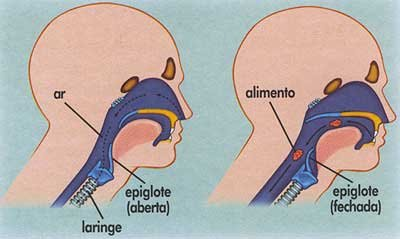 ar
epiglote
(aberta)
laringe
alimento
epiglote
(fechada)